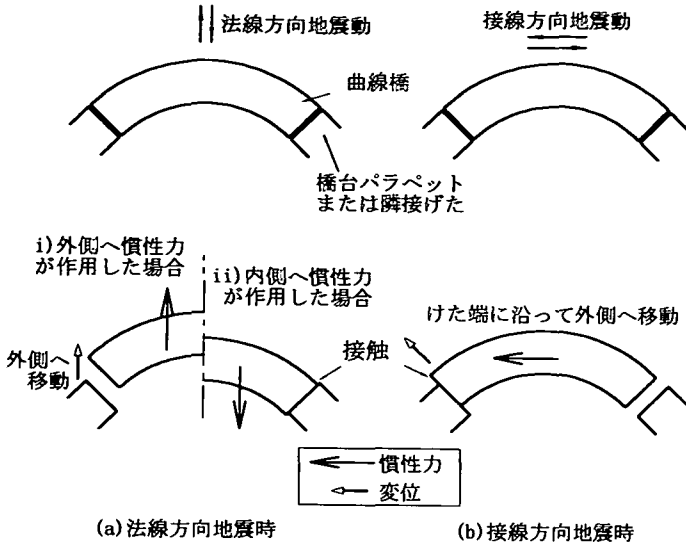 法線方向地震動
接線方向地震動
曲線橋
橋台パラペット
または隣接げた
i)外側へ慣性力
が作用した場合
ii)内側へ慣性力
が作用した場合
外側へ
移動
接触
けた端に沿って外側へ移動
慣性力
変位
(a)法線方向地震時
(b)接線方向地震時